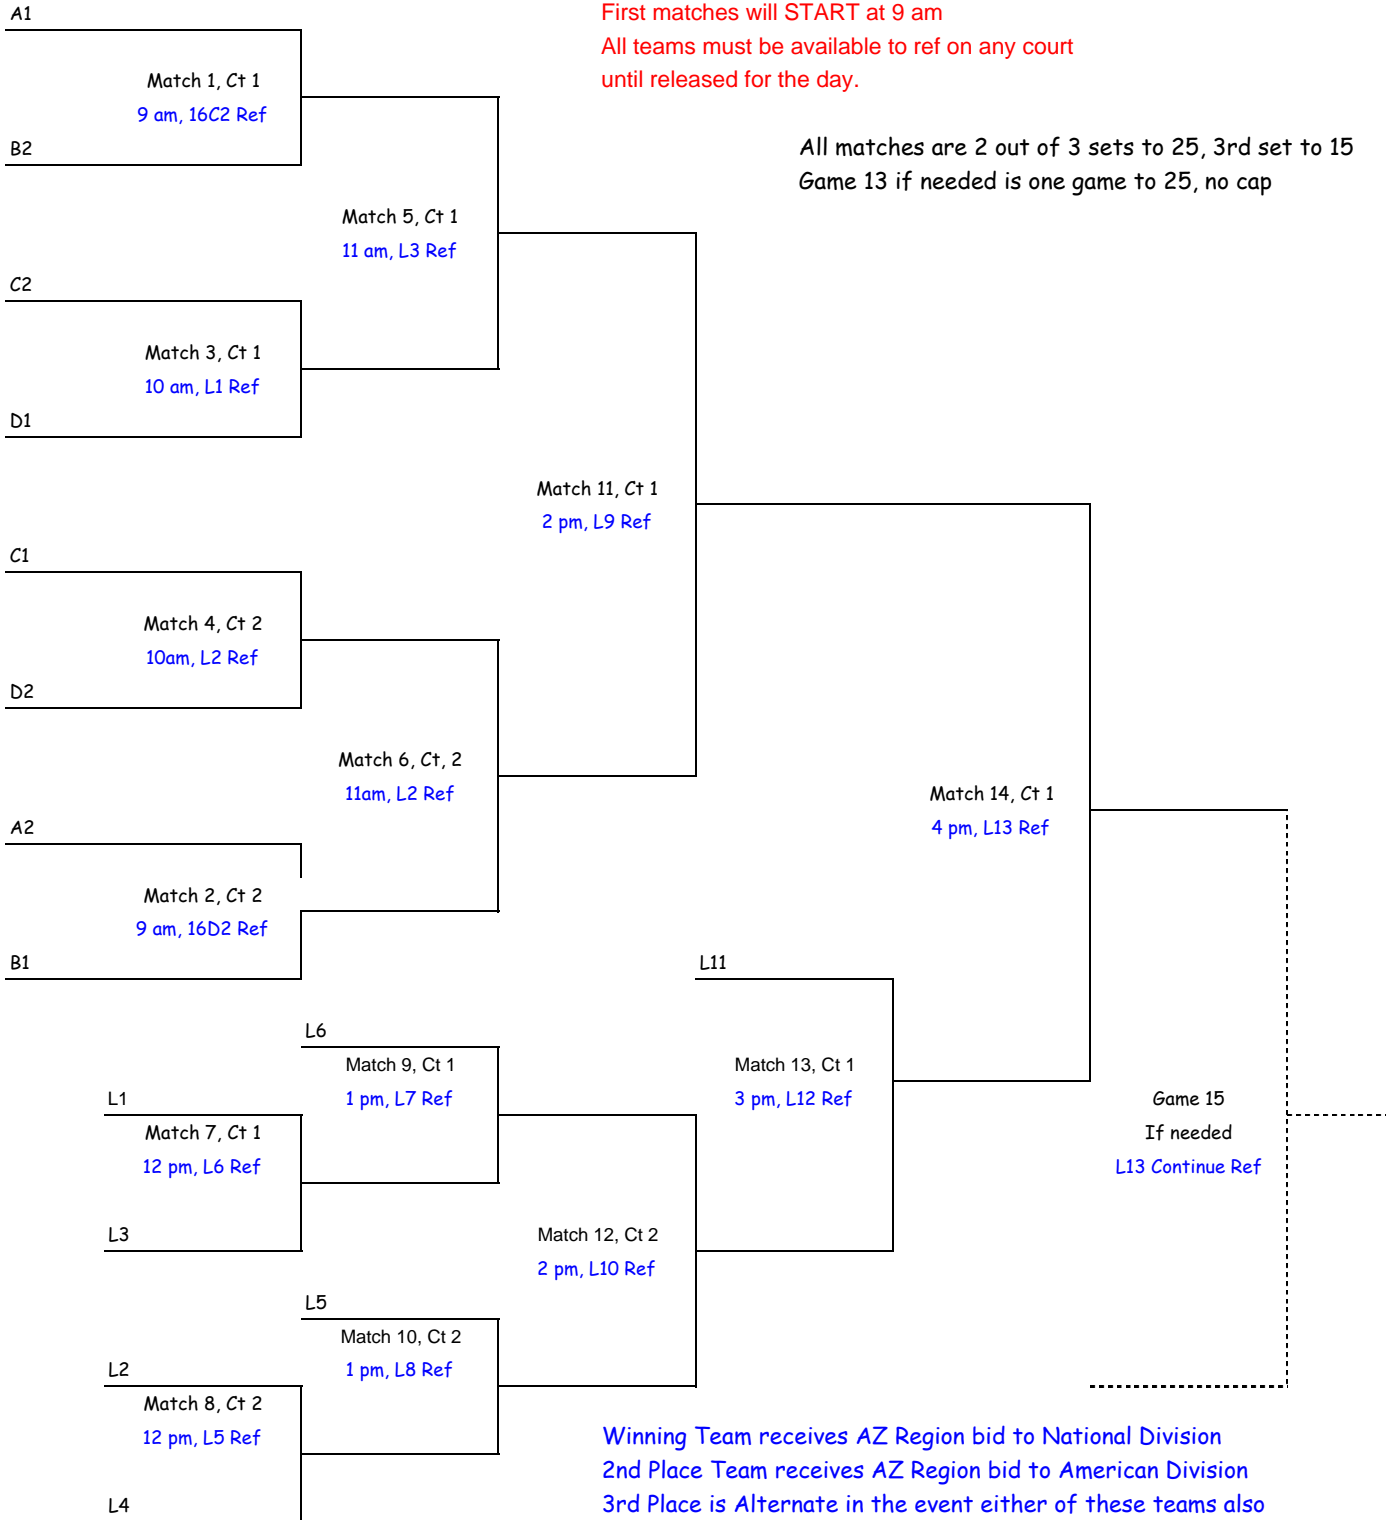 A1
First matches will START at 9 am
All teams must be available to ref on any court
until released for the day.
Match 1, Ct 1
9 am, 16C2 Ref
B2
All matches are 2 out of 3 sets to 25, 3rd set to 15
Game 13 if needed is one game to 25, no cap
Match 5, Ct 1
11 am, L3 Ref
C2
Match 3, Ct 1
10 am, L1 Ref
D1
Match 11, Ct 1
2 pm, L9 Ref
C1
Match 4, Ct 2
10am, L2 Ref
D2
Match 6, Ct, 2
11am, L2 Ref
Match 14, Ct 1
4 pm, L13 Ref
A2
Match 2, Ct 2
9 am, 16D2 Ref
B1
L11
L6
Match 9, Ct 1
1 pm, L7 Ref
Match 13, Ct 1
3 pm, L12 Ref
L1
Match 7, Ct 1
12 pm, L6 Ref
Game 15
If needed
L13 Continue Ref
L3
Match 12, Ct 2
2 pm, L10 Ref
L5
Match 10, Ct 2
1 pm, L8 Ref
L2
Match 8, Ct 2
12 pm, L5 Ref
L4
Winning Team receives AZ Region bid to National Division
2nd Place Team receives AZ Region bid to American Division
3rd Place is Alternate in the event either of these teams also